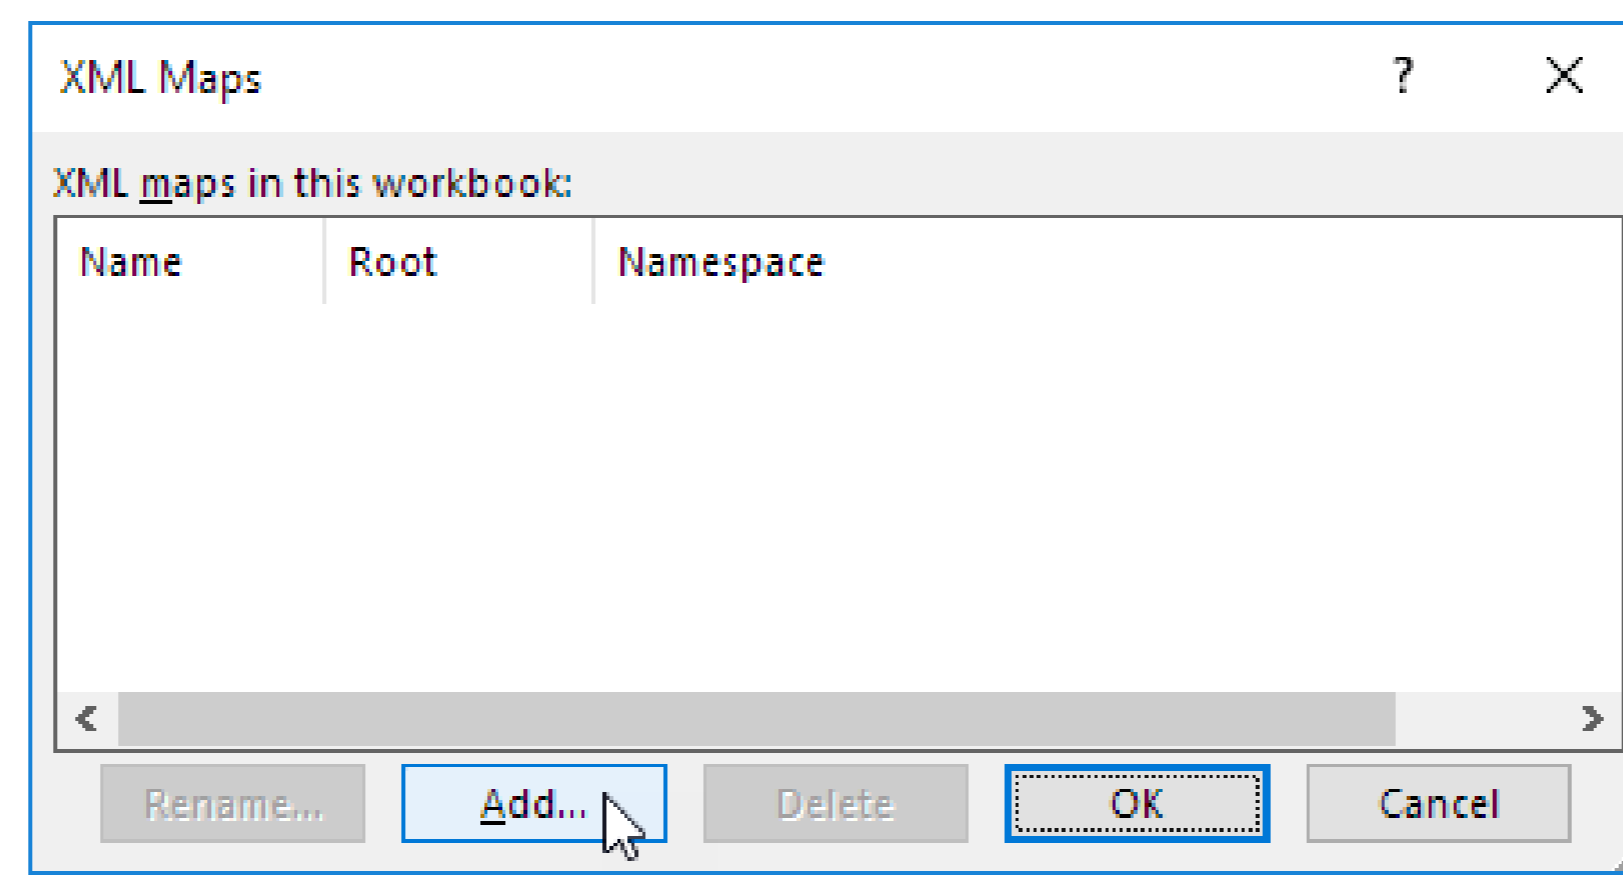 XML Maps ?
XML maps in this workbook:
Name Root Namespace
Rename... Add... Delete OK Cancel